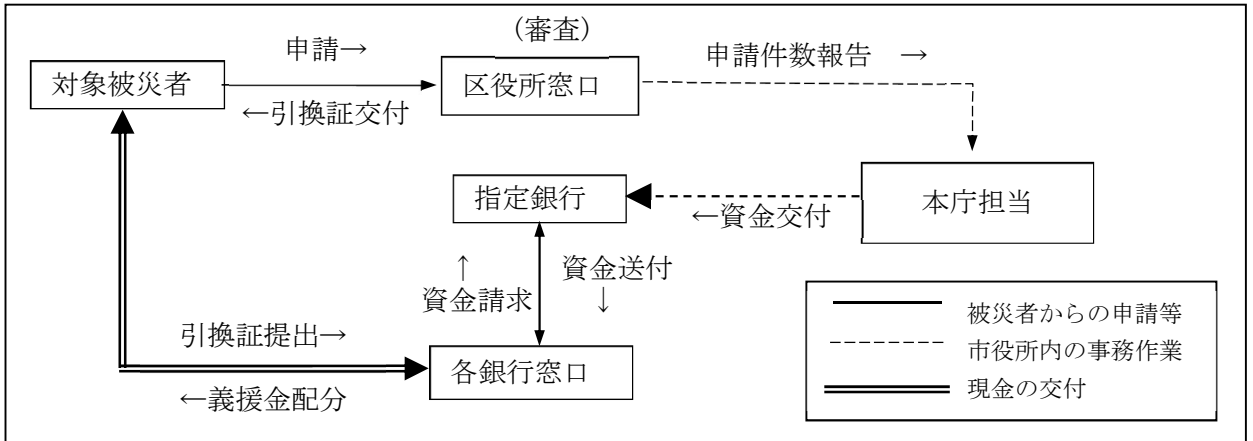 (審査)
申請→
申請件数報告 →
対象被災者
区役所窓口
←引換証交付
指定銀行
本庁担当
←資金交付
↑
資金請求
資金送付
↓
被災者からの申請等
市役所内の事務作業
現金の交付
引換証提出→
各銀行窓口
←義援金配分